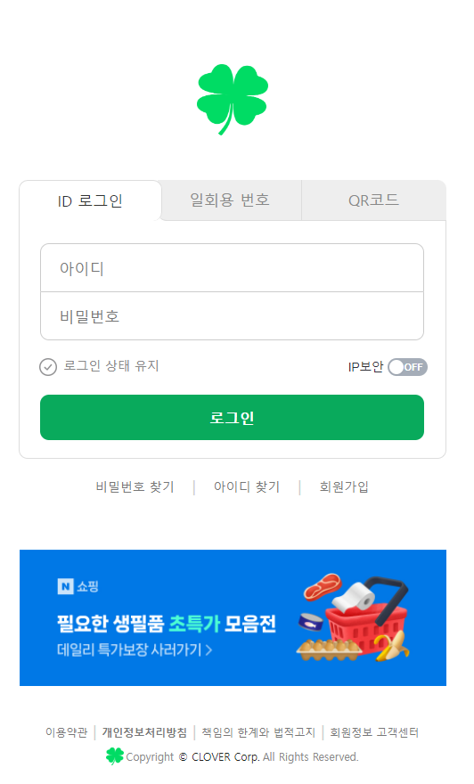 ID 로그인 일회용 번호 QR코드
아이디
비밀번호
로그인 상태 유지 IP보안 OFF
로그인
비밀번호 찾기 | 아이디 찾기 | 회원가입
N 쇼핑
필요한 생필품 초특가 모음전
데일리 특가보장 사러가기 >
이용약관 | 개인정보처리방침 | 책임의 한계와 법적고지 | 회원정보 고객센터
Copyright © CLOVER Corp. All Rights Reserved.